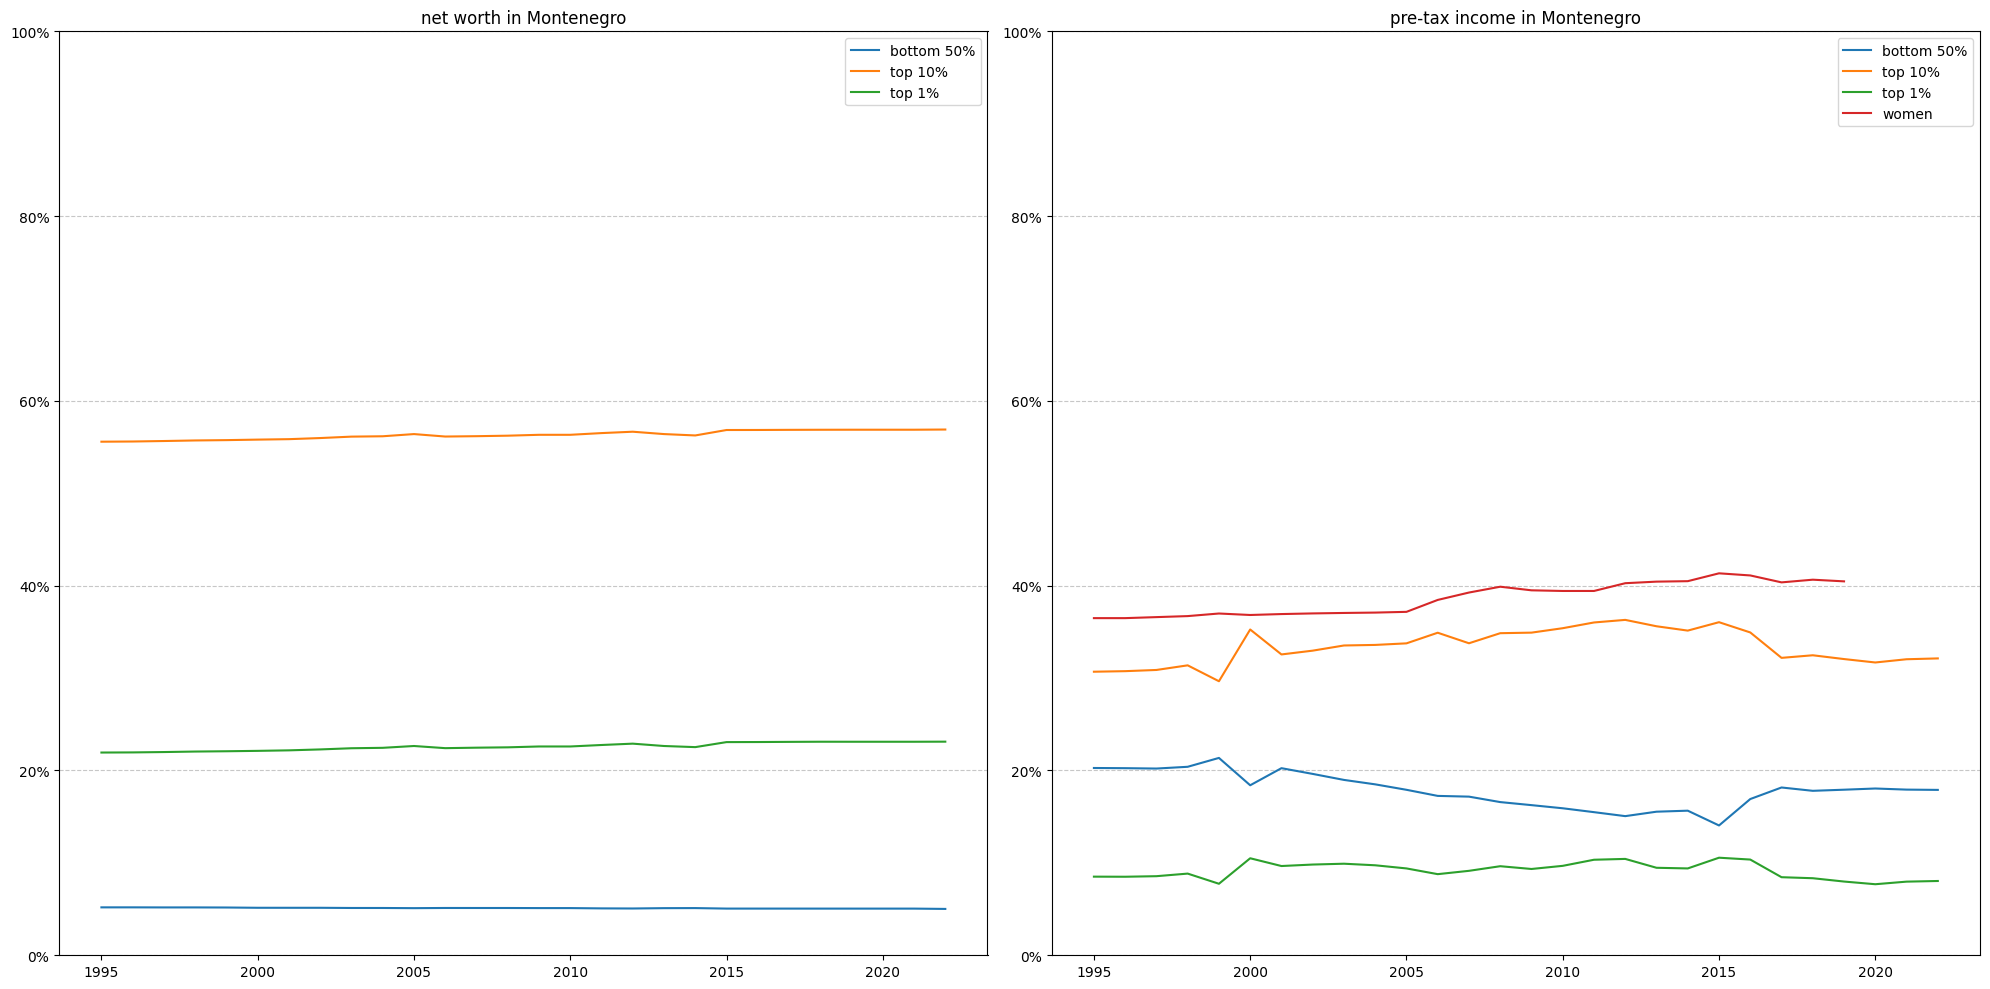 net worth in Montenegro
100%
80%
60%
40%
20%
0%
1995 2000 2005 2010 2015 2020
bottom 50%
top 10%
top 1%
pre-tax income in Montenegro
100%
80%
60%
40%
20%
0%
1995 2000 2005 2010 2015 2020
bottom 50%
top 10%
top 1%
women